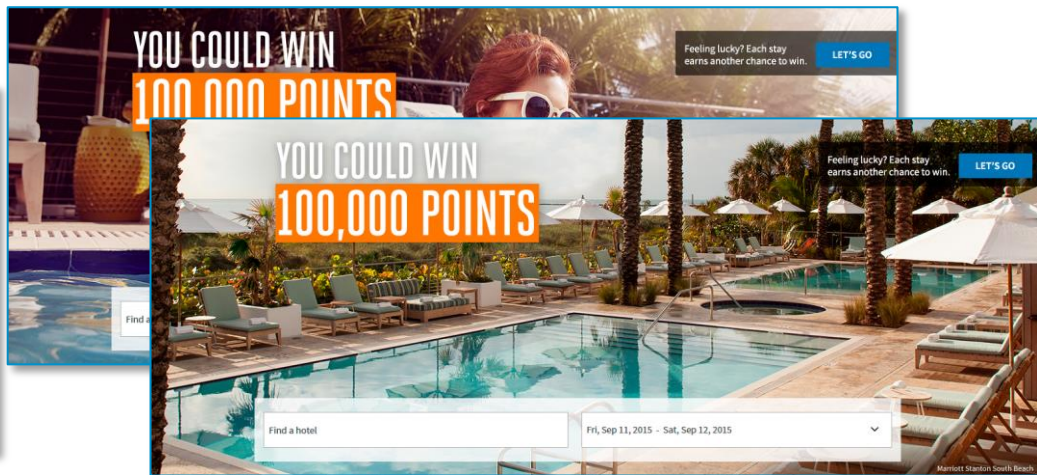 YOU COULD WIN
100,000 POINTS
Feeling lucky? Each stay
earns another chance to win.
LET'S GO
Find a
YOU COULD WIN
100,000 POINTS
Feeling lucky? Each stay
earns another chance to win.
LET'S GO
Find a hotel
Fri, Sep 11, 2015 - Sat, Sep 12, 2015
Marriott Stanton South Beach